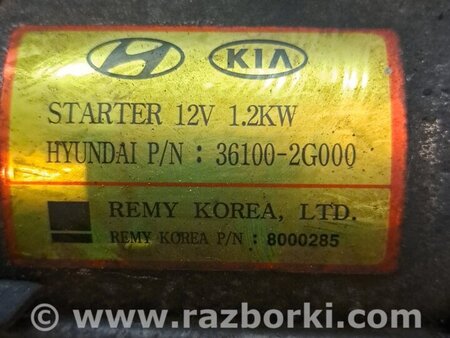 KIA
STARTER 12V 1.2KW
HYUNDAI P/N : 36100-2G000
REMY KOREA, LTD.
REMY KOREA P/N : 8000285
© www.razborki.com